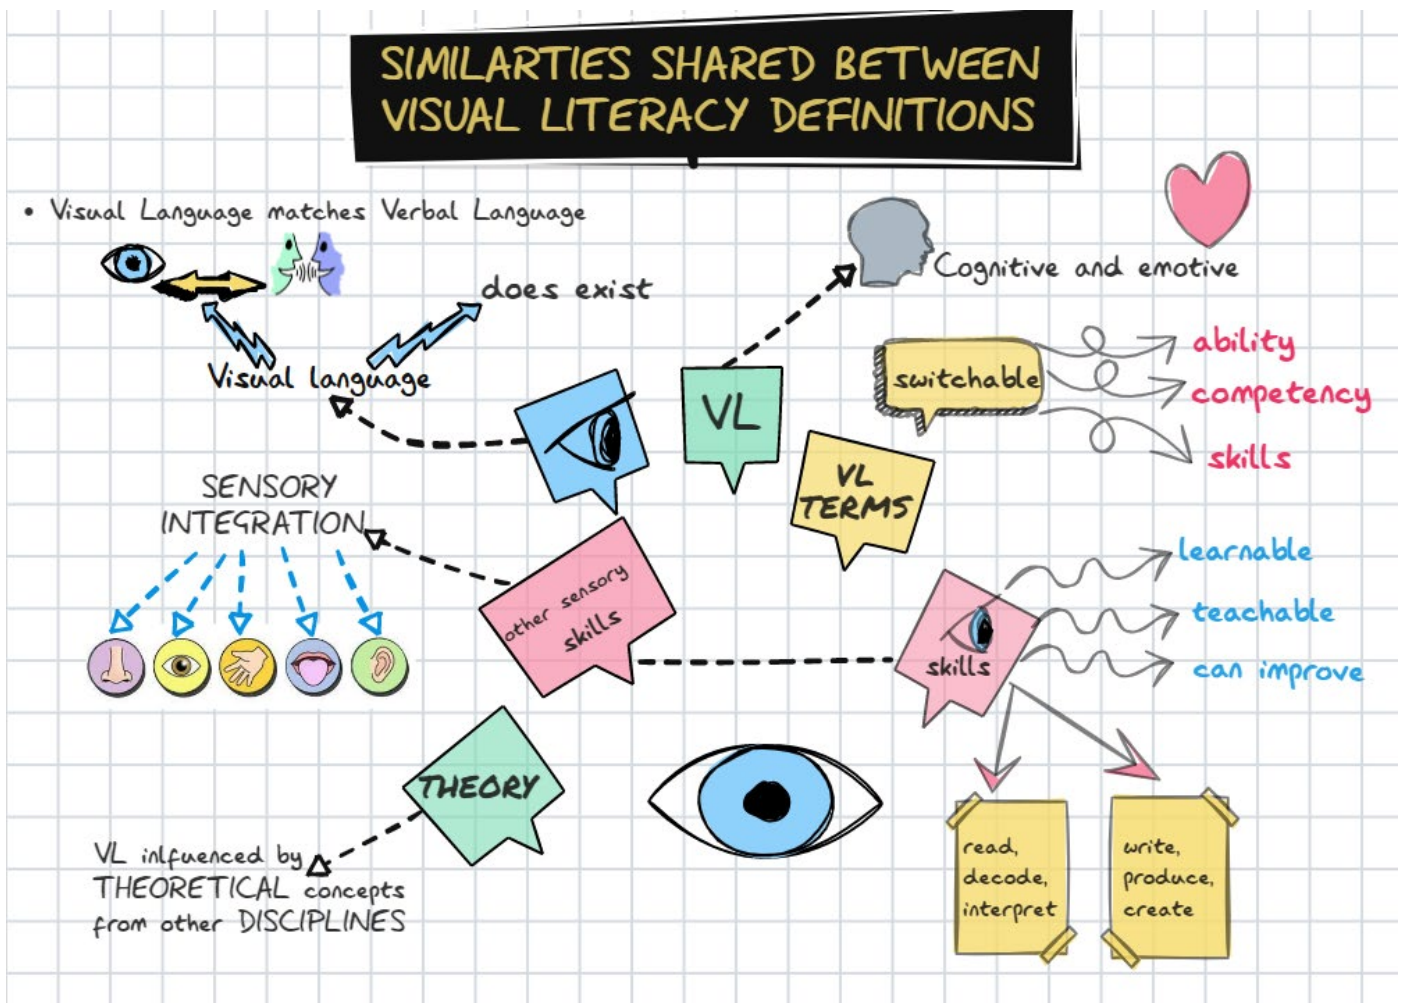 SIMILARTIES SHARED BETWEEN
VISUAL LITERACY DEFINITIONS
• Visual Language matches Verbal Language
does exist
Visual language
Cognitive and emotive
VL
switchable
ability
competency
skills
VL
TERMS
SENSORY
INTEGRATION
other sensory
skills
skills
learnable
teachable
can improve
THEORY
VL inlfuenced by
THEORETICAL concepts
from other DISCIPLINES
read,
decode,
interpret
write,
produce,
create